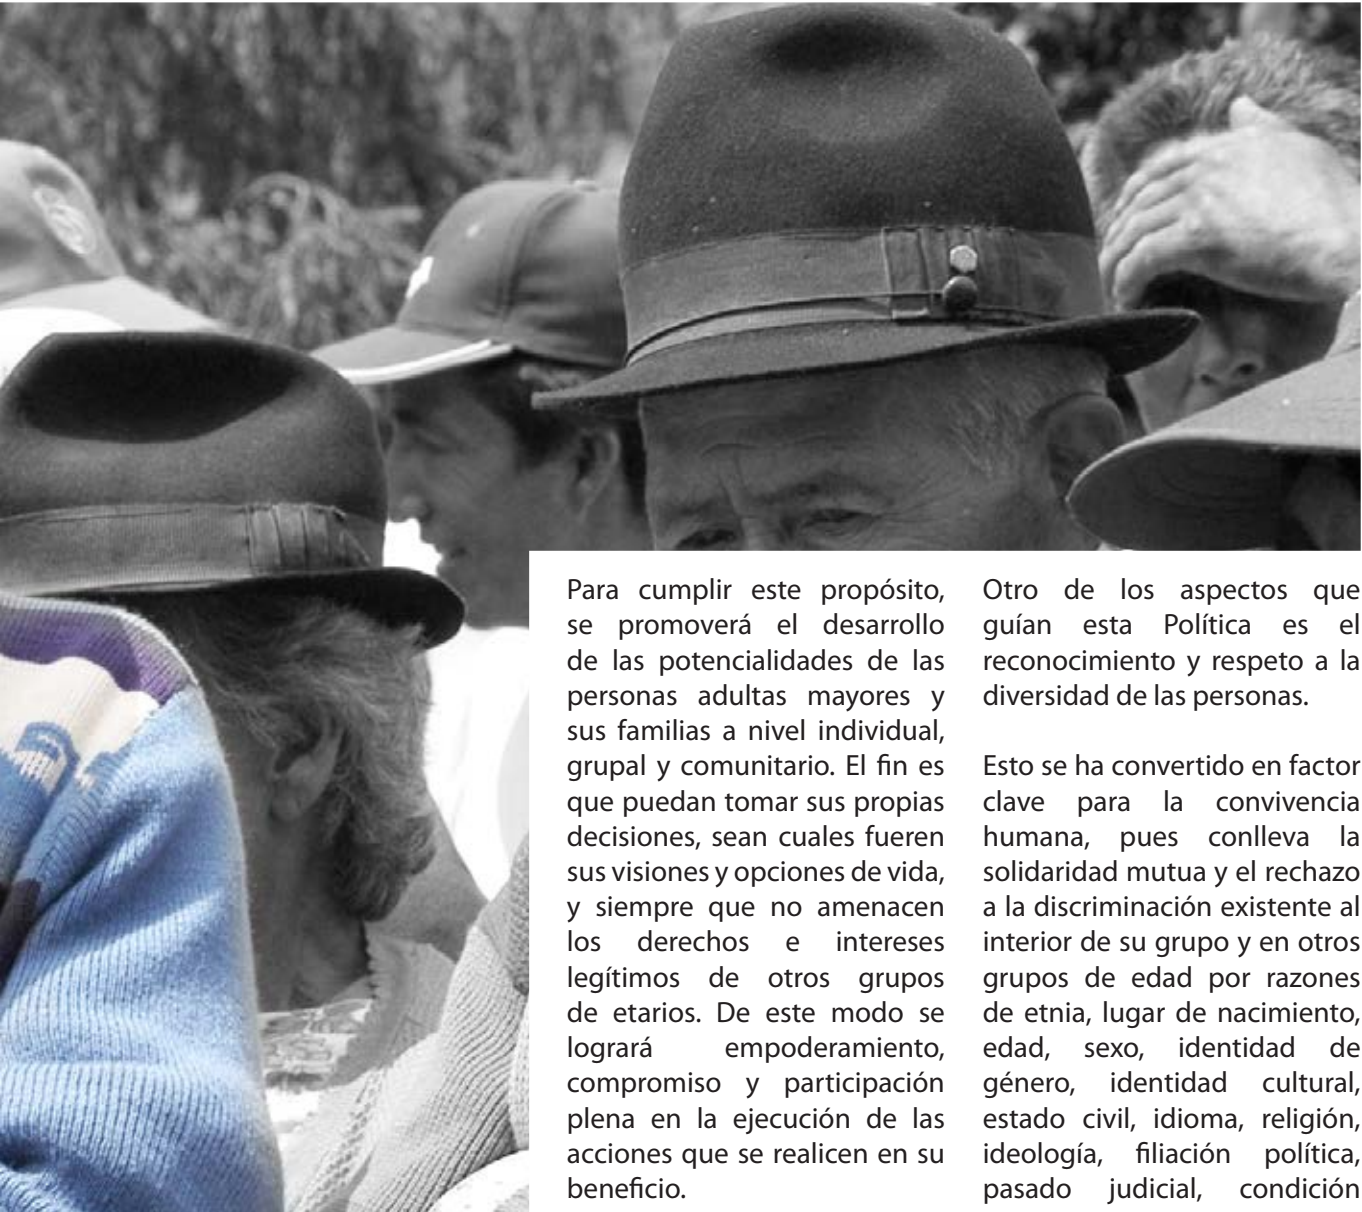 Para cumplir este propósito,
se promoverá el desarrollo
de las potencialidades de las
personas adultas mayores y
sus familias a nivel individual,
grupal y comunitario. El fin es
que puedan tomar sus propias
decisiones, sean cuales fueren
sus visiones y opciones de vida,
y siempre que no amenacen
los derechos e intereses
legítimos de otros grupos
de etarios. De este modo se
logrará empoderamiento,
compromiso y participación
plena en la ejecución de las
acciones que se realicen en su
beneficio.
Otro de los aspectos que
guían esta Política es el
reconocimiento y respeto a la
diversidad de las personas.
Esto se ha convertido en factor
clave para la convivencia
humana, pues conlleva la
solidaridad mutua y el rechazo
a la discriminación existente al
interior de su grupo y en otros
grupos de edad por razones
de etnia, lugar de nacimiento,
edad, sexo, identidad de
género, identidad cultural,
estado civil, idioma, religión,
ideología, filiación política,
pasado judicial, condición